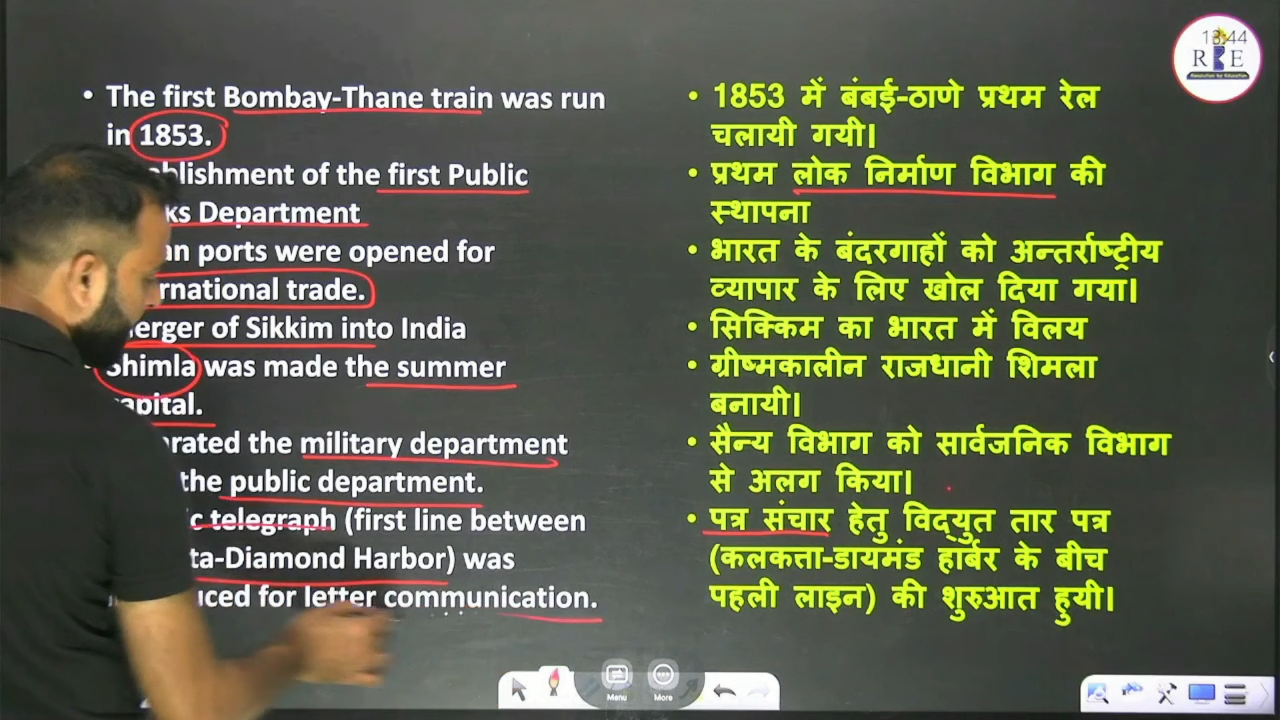 13:44
R E
• The first Bombay-Thane train was run
in 1853.
blishment of the first Public
ks Department
an ports were opened for
rnational trade.
erger of Sikkim into India
Shimla was made the summer
apital.
arated the military department
the public department.
c telegraph (first line between
ta-Diamond Harbor) was
uced for letter communication.
• 1853 में बंबई-ठाणे प्रथम रेल
चलायी गयी।
• प्रथम लोक निर्माण विभाग की
स्थापना
• भारत के बंदरगाहों को अन्तर्राष्ट्रीय
व्यापार के लिए खोल दिया गया।
• सिक्किम का भारत में विलय
• ग्रीष्मकालीन राजधानी शिमला
बनायी।
• सैन्य विभाग को सार्वजनिक विभाग
से अलग किया।
• पत्र संचार हेतु विद्युत तार पत्र
(कलकत्ता-डायमंड हार्बर के बीच
पहली लाइन) की शुरुआत हुयी।
Menu
More